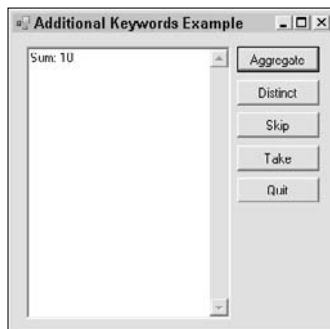 Additional Keywords Example
Sum: 10
Aggregate
Distinct
Skip
Take
Quit